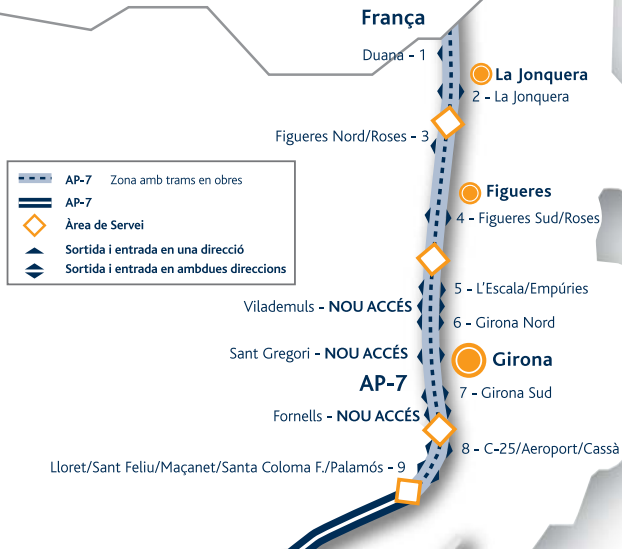 França
Duana - 1
La Jonquera
2 - La Jonquera
Figueres Nord/Roses - 3
AP-7 Zona amb trams en obres
AP-7
Àrea de Servei
Sortida i entrada en una direcció
Sortida i entrada en ambdues direccions
Figueres
4 - Figueres Sud/Roses
5 - L'Escala/Empúries
Vilademuls - NOU ACCÉS
6 - Girona Nord
Sant Gregori - NOU ACCÉS
Girona
AP-7
7 - Girona Sud
Fornells - NOU ACCÉS
8 - C-25/Aeroport/Cassà
Lloret/Sant Feliu/Maçanet/Santa Coloma F./Palamós - 9